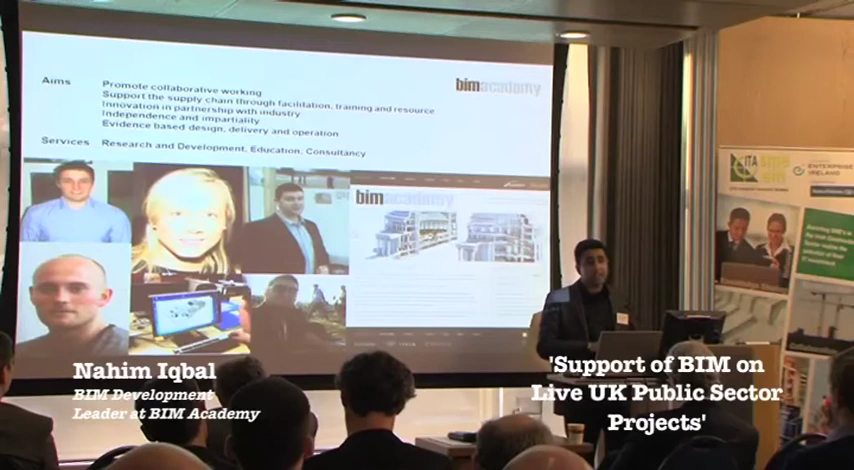 Aims Promote collaborative working
Support the supply chain through facilitation, training and resource
Innovation in partnership with industry
Independence and impartiality
Evidence based design, delivery and operation
Services Research and Development, Education, Consultancy
bimacademy
bimacademy
CITA
ENTERPRISE
IRELAND
Nahim Iqbal
BIM Development
Leader at BIM Academy
'Support of BIM on
Live UK Public Sector
Projects'